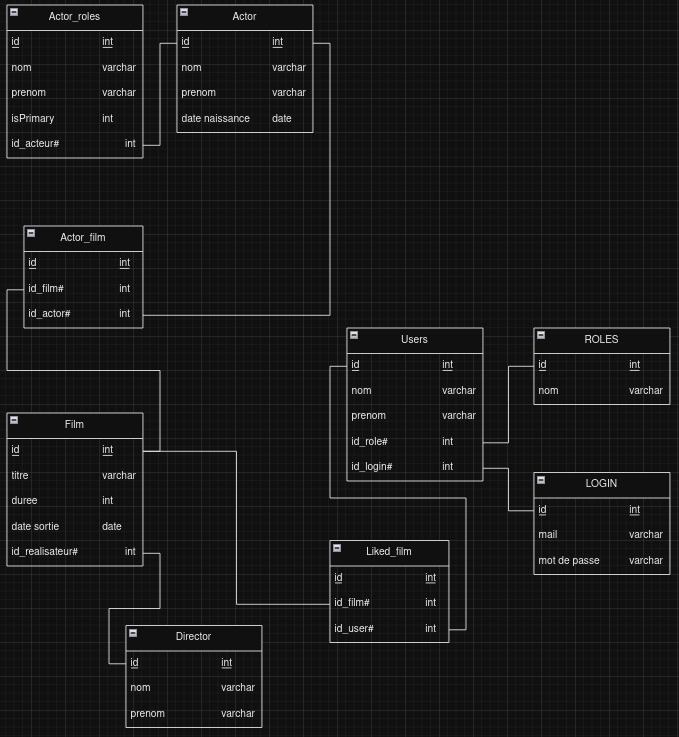 Actor_roles
id int
nom varchar
prenom varchar
isPrimary int
id_acteur# int
Actor
id int
nom varchar
prenom varchar
date naissance date
Actor_film
id int
id_film# int
id_actor# int
Users
id int
nom varchar
prenom varchar
id_role# int
id_login# int
ROLES
id int
nom varchar
Film
id int
titre varchar
duree int
date sortie date
id_realisateur# int
LOGIN
id int
mail varchar
mot de passe varchar
Liked_film
id int
id_film# int
id_user# int
Director
id int
nom varchar
prenom varchar